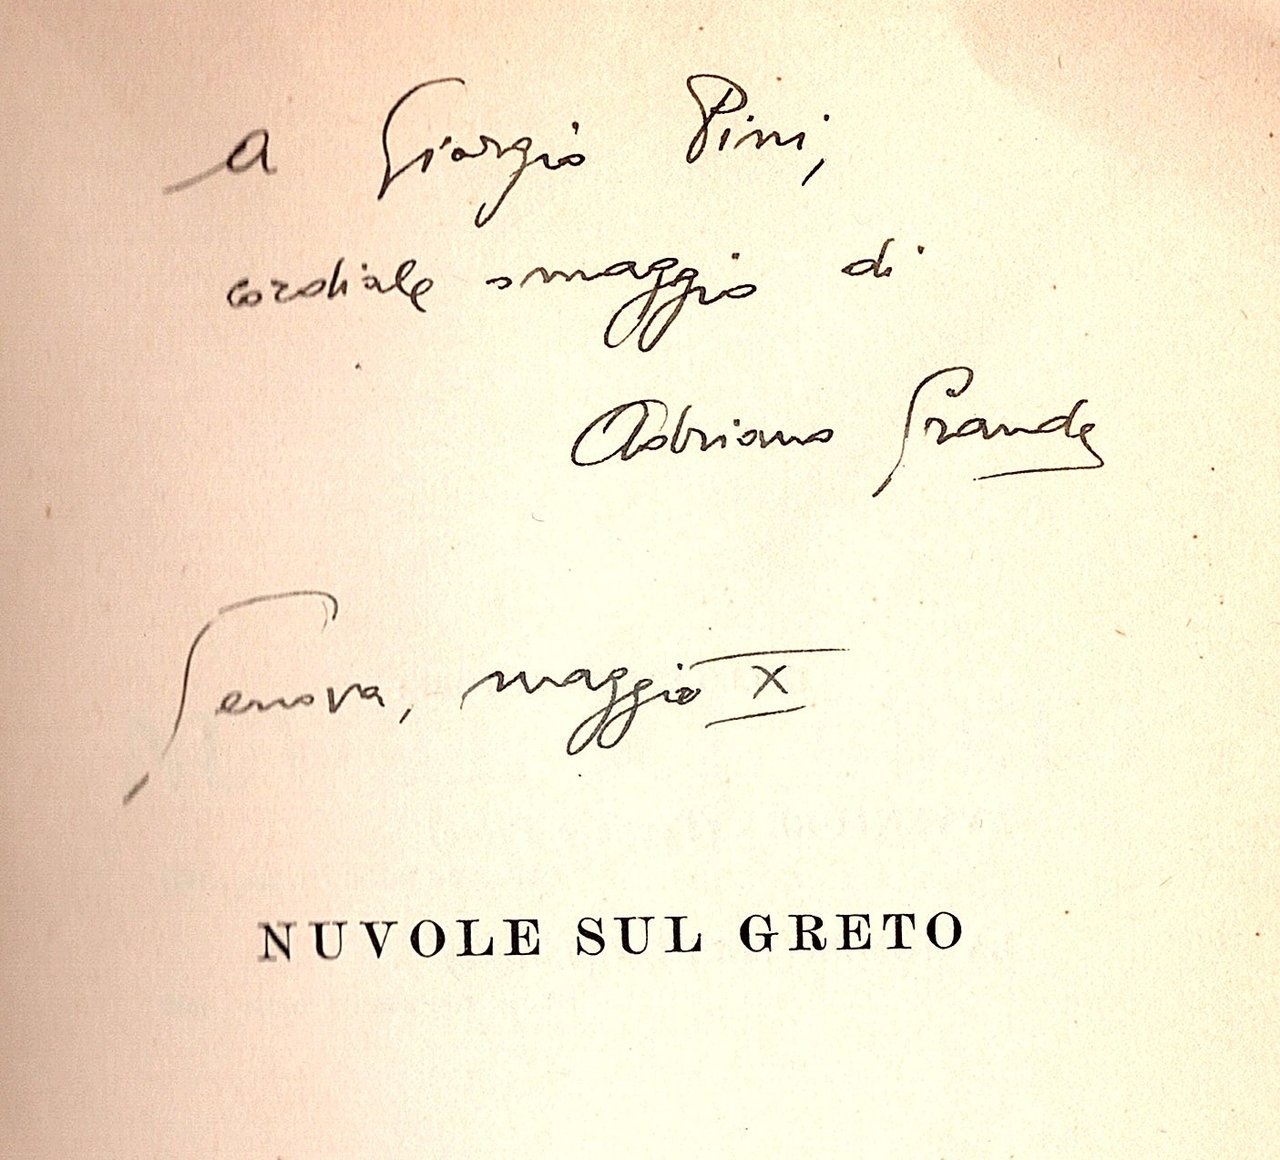 A Giorgio Pini,
cordiale omaggio di
Adriano Grande
Genova, maggio X
NUVOLE SUL GRETO